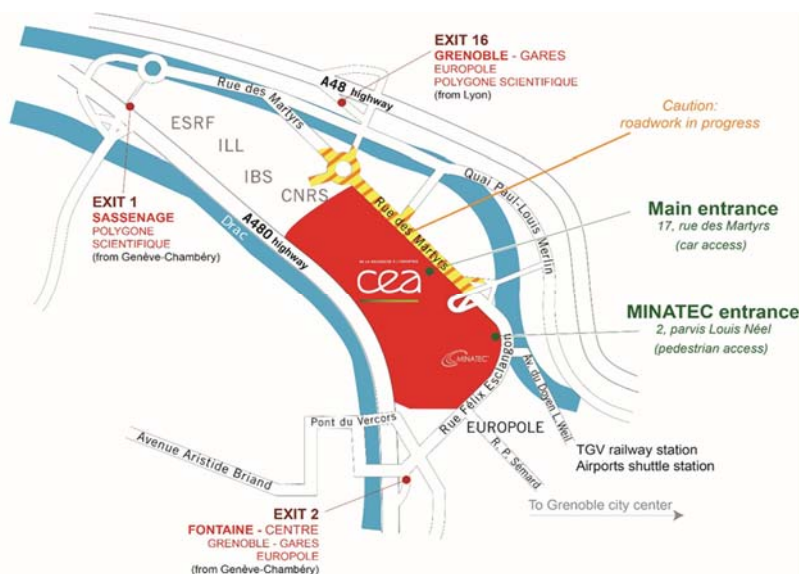 EXIT 16
GRENOBLE - GARES
EUROPOLE
POLYGONE SCIENTIFIQUE
(from Lyon)
A48 highway
Rue des Martyrs
Caution:
roadwork in progress
ESRF
ILL
IBS
CNRS
EXIT 1
SASSENAGE
POLYGONE
SCIENTIFIQUE
(from Genève-Chambéry)
Drac
A480 highway
Rue des Martyrs
Quai Paul-Louis Merlin
Main entrance
17, rue des Martyrs
(car access)
DE LA RECHERCHE À L'INDUSTRIE
cea
MINATEC entrance
2, parvis Louis Néel
(pedestrian access)
MINATEC
Rue Félix Esclangon
Av. du Doyen L. Weil
Pont du Vercors
Avenue Aristide Briand
EUROPOLE
R. P. Sémard
TGV railway station
Airports shuttle station
To Grenoble city center
EXIT 2
FONTAINE - CENTRE
GRENOBLE - GARES
EUROPOLE
(from Genève-Chambéry)